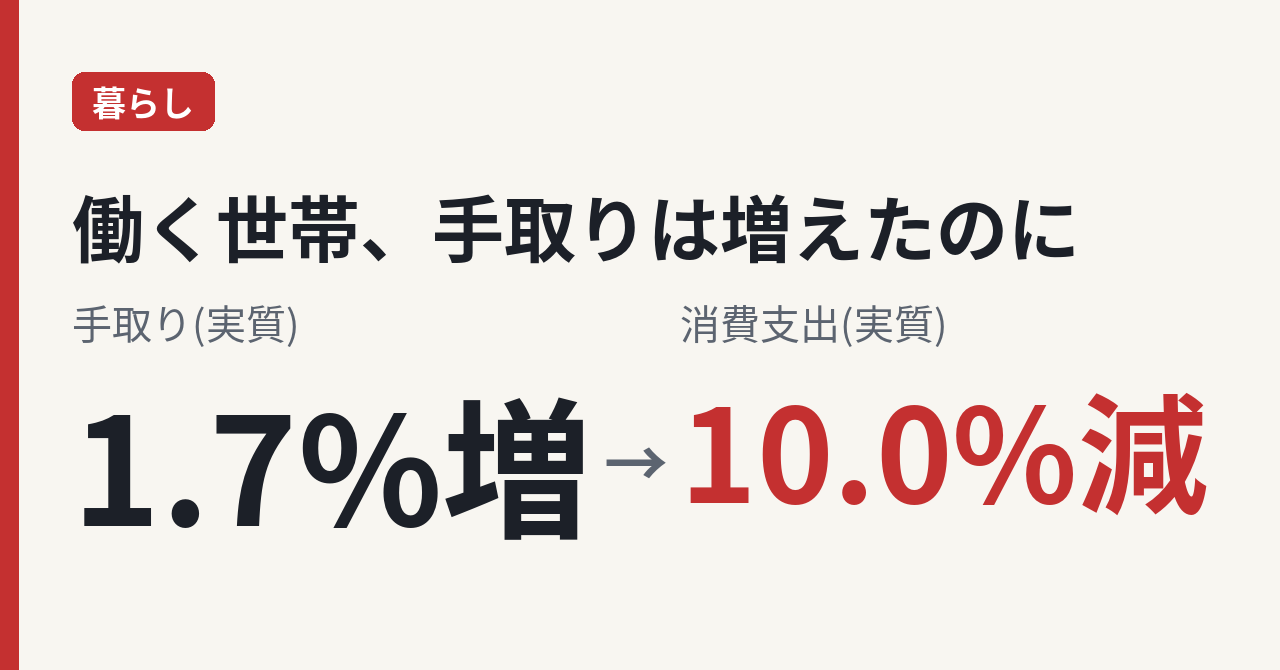 暮らし
働く世帯、手取りは増えたのに
手取り(実質)
消費支出(実質)
1.7%増→10.0%減